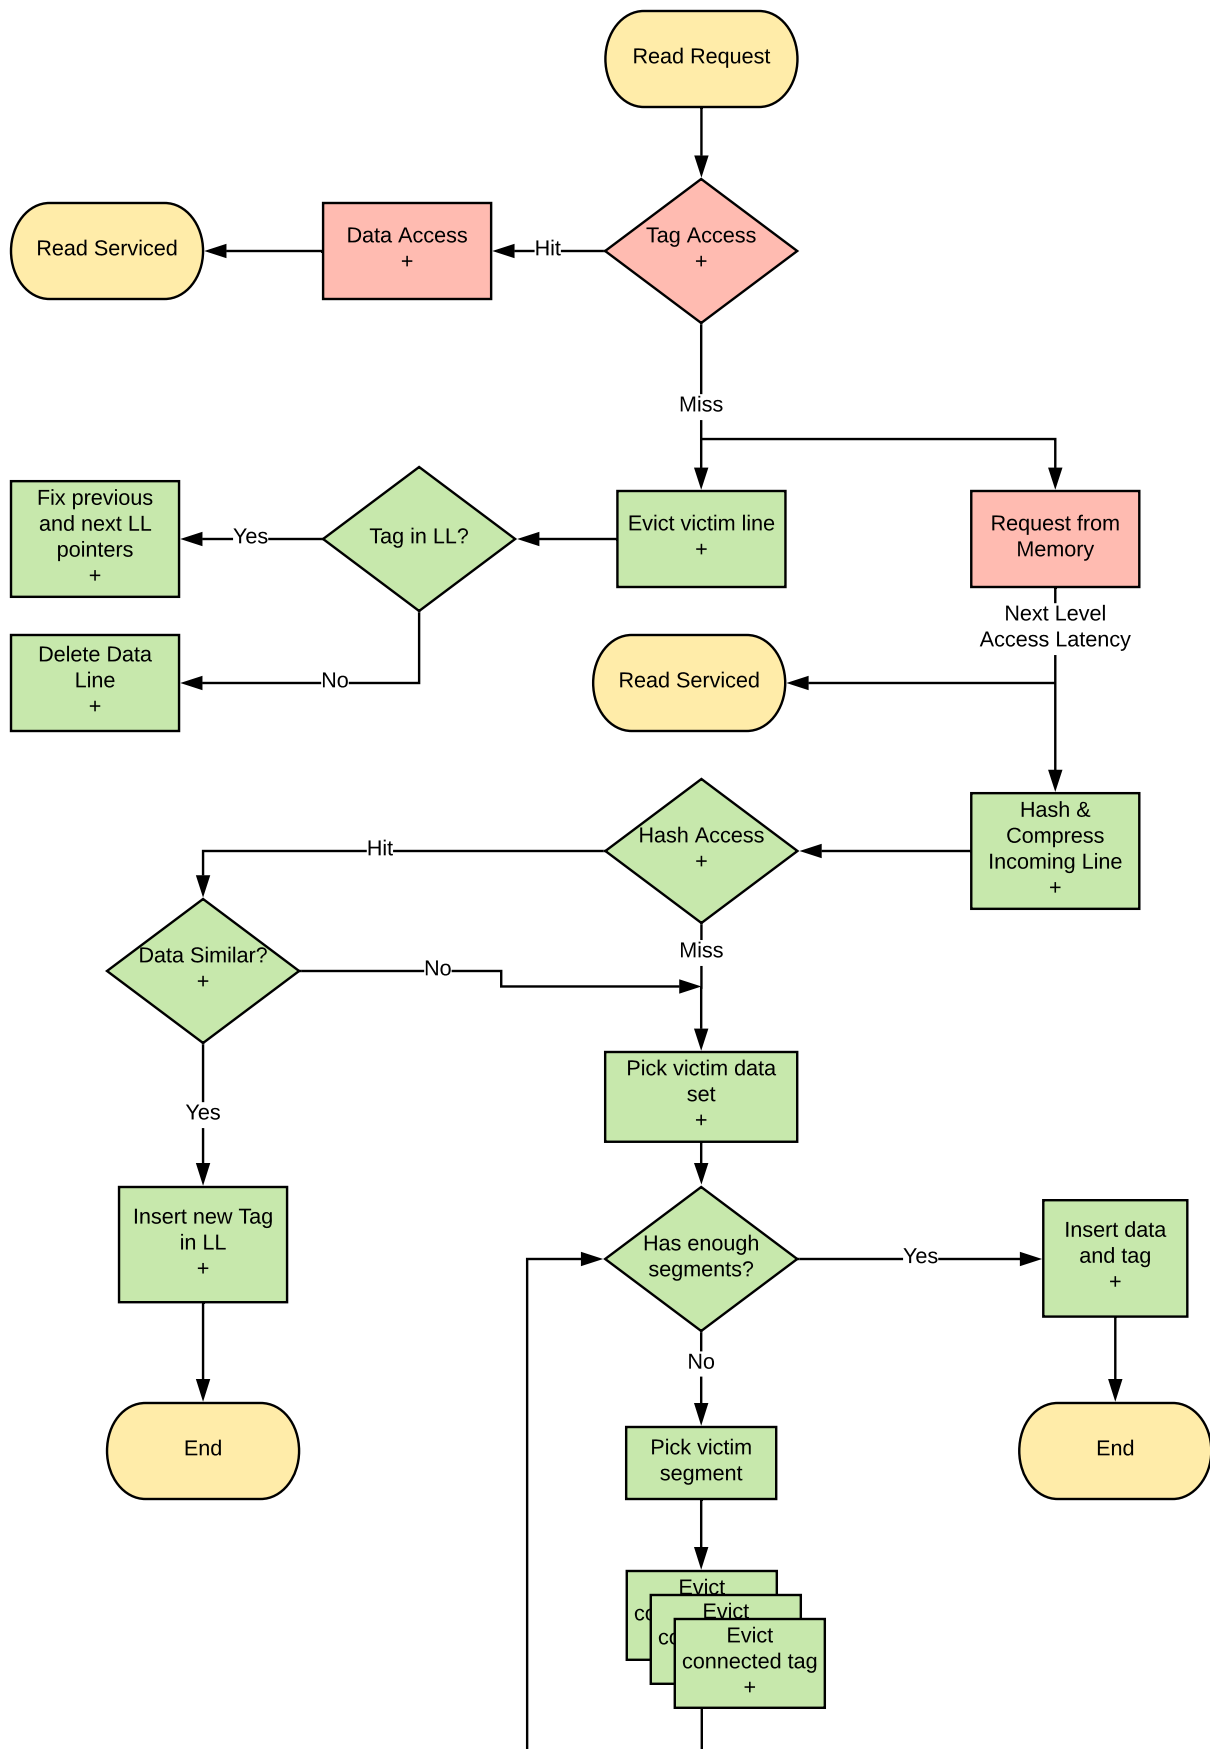 Read Request
Read Serviced
Data Access
+
Hit
Tag Access
+
Miss
Fix previous
and next LL
pointers
+
Yes
Tag in LL?
Evict victim line
+
Request from
Memory
Next Level
Access Latency
Delete Data
Line
+
No
Read Serviced
Hash &
Compress
Incoming Line
+
Hash Access
+
Hit
Miss
Data Similar?
+
No
Pick victim data
set
+
Yes
Insert new Tag
in LL
+
Has enough
segments?
Yes
Insert data
and tag
+
No
End
Pick victim
segment
End
Evict
co
Evict
co
Evict
connected tag
+